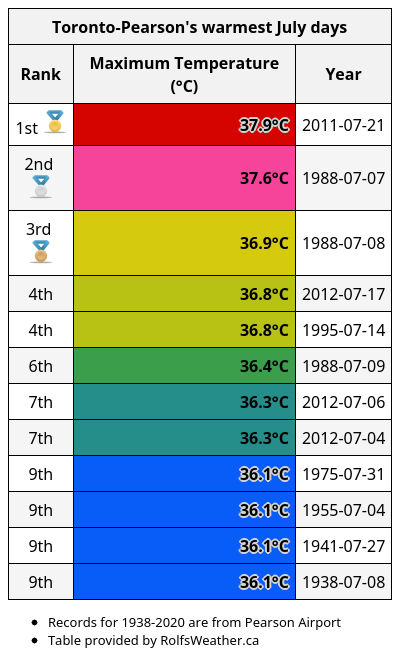 Toronto-Pearson's warmest July days
Rank Maximum Temperature (°C) Year
1st 37.9°C 2011-07-21
2nd 37.6°C 1988-07-07
3rd 36.9°C 1988-07-08
4th 36.8°C 2012-07-17
4th 36.8°C 1995-07-14
6th 36.4°C 1988-07-09
7th 36.3°C 2012-07-06
7th 36.3°C 2012-07-04
9th 36.1°C 1975-07-31
9th 36.1°C 1955-07-04
9th 36.1°C 1941-07-27
9th 36.1°C 1938-07-08
• Records for 1938-2020 are from Pearson Airport
• Table provided by RolfsWeather.ca